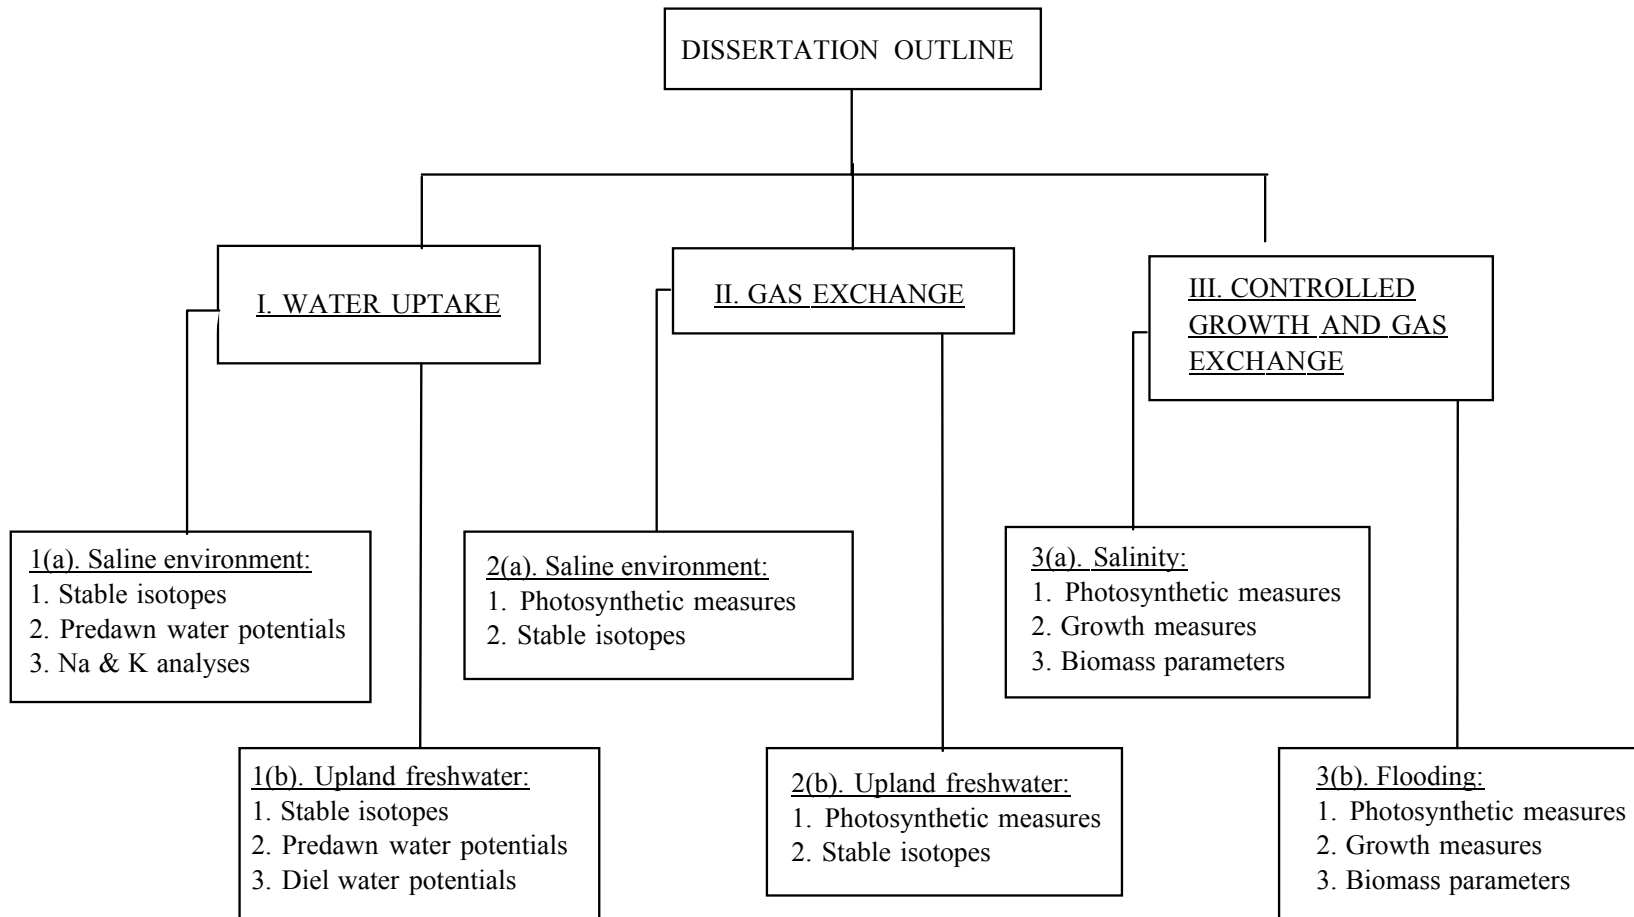 DISSERTATION OUTLINE
I. WATER UPTAKE
II. GAS EXCHANGE
III. CONTROLLED
GROWTH AND GAS
EXCHANGE
1(a). Saline environment:
1. Stable isotopes
2. Predawn water potentials
3. Na & K analyses
2(a). Saline environment:
1. Photosynthetic measures
2. Stable isotopes
3(a). Salinity:
1. Photosynthetic measures
2. Growth measures
3. Biomass parameters
1(b). Upland freshwater:
1. Stable isotopes
2. Predawn water potentials
3. Diel water potentials
2(b). Upland freshwater:
1. Photosynthetic measures
2. Stable isotopes
3(b). Flooding:
1. Photosynthetic measures
2. Growth measures
3. Biomass parameters